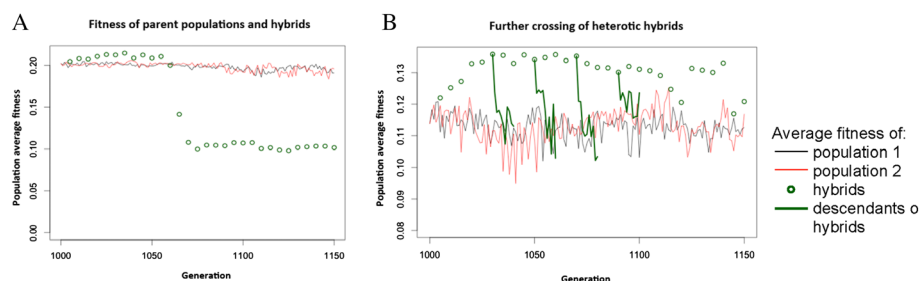 A
Fitness of parent populations and hybrids
Population average fitness
0.20
0.15
0.10
0.05
0.00
1000
1050
1100
1150
Generation
B
Further crossing of heterotic hybrids
Population average fitness
0.13
0.12
0.11
0.10
0.09
0.08
1000
1050
1100
1150
Generation
Average fitness of:
population 1
population 2
hybrids
descendants o
hybrids